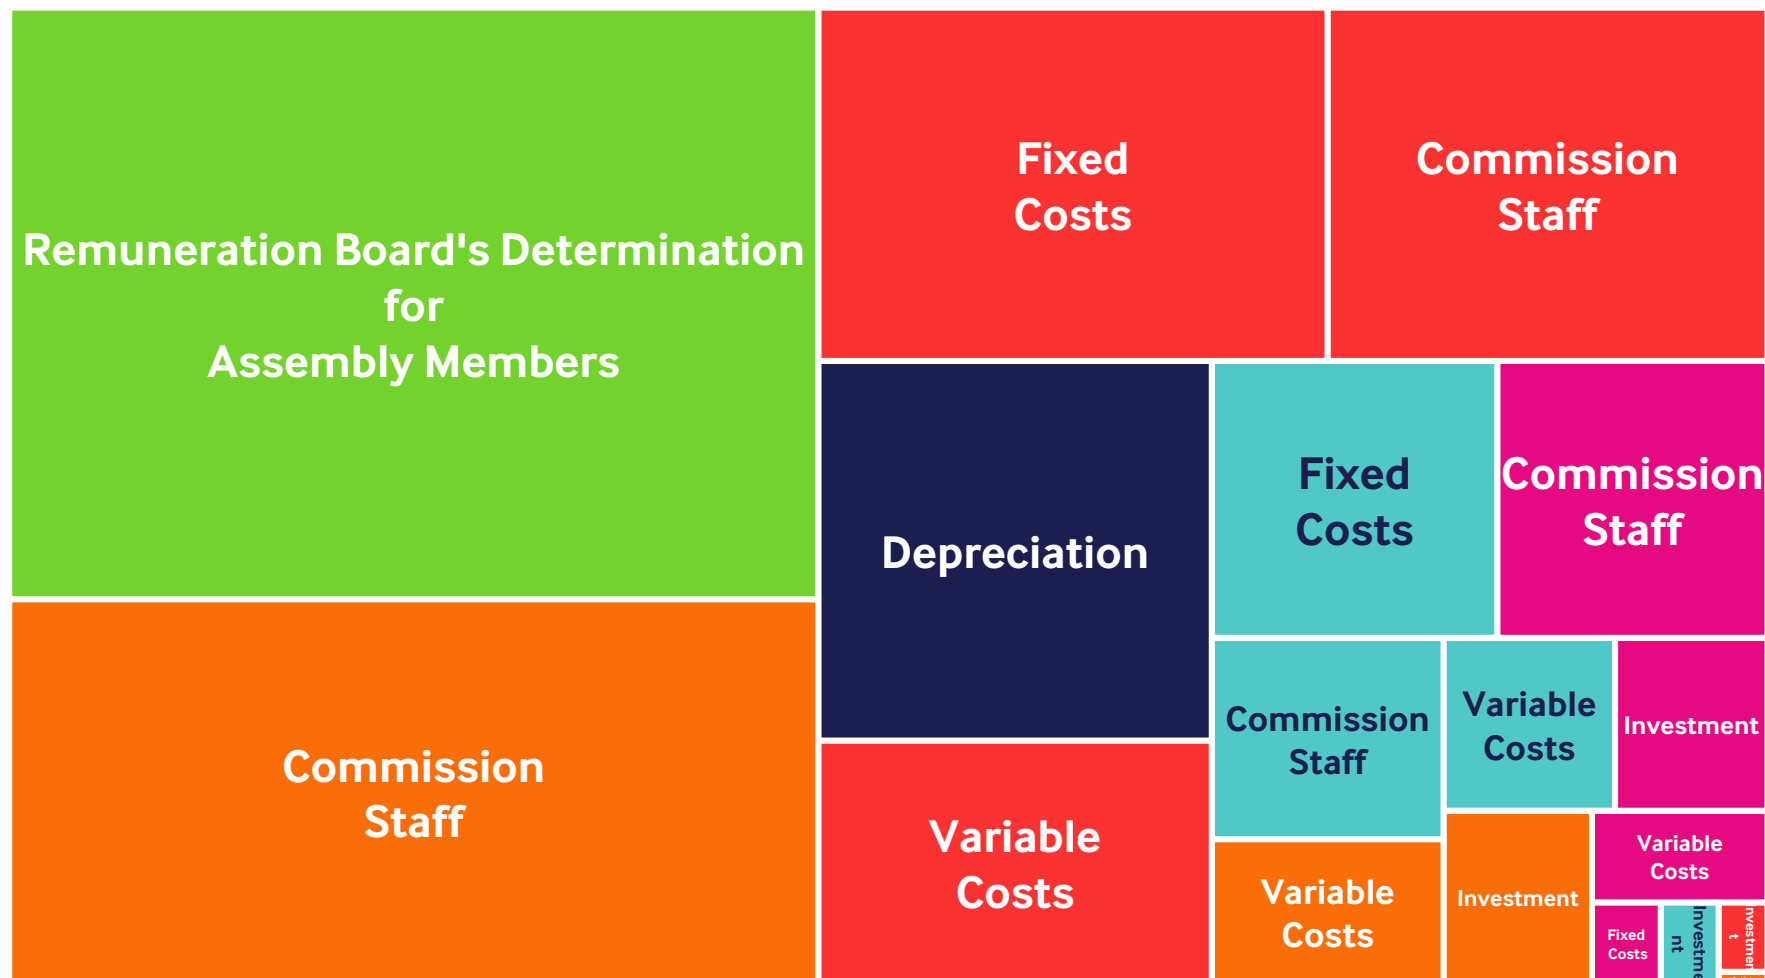 Remuneration Board's Determination
for
Assembly Members
Fixed
Costs
Commission
Staff
Depreciation
Fixed
Costs
Commission
Staff
Commission
Staff
Variable
Costs
Commission
Staff
Variable
Costs
Investment
Variable
Costs
Investment
Variable
Costs
Fixed
Costs